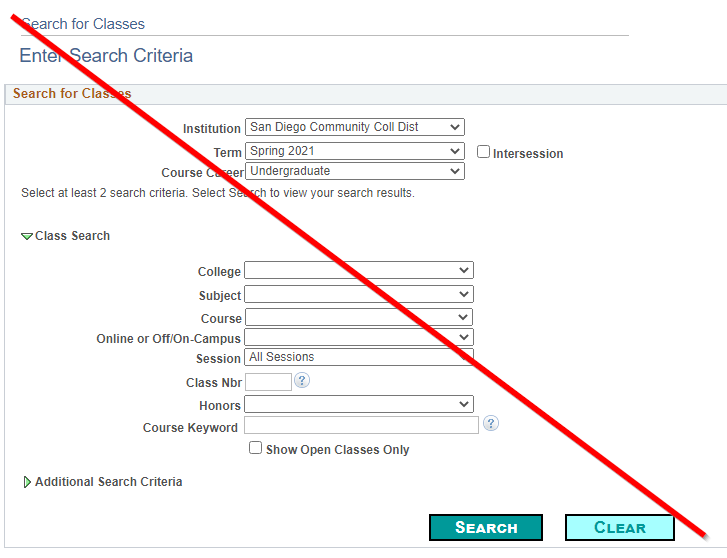 Search for Classes
Enter Search Criteria
Search for Classes
Institution San Diego Community Coll Dist
Term Spring 2021 Intersession
Course Career Undergraduate
Select at least 2 search criteria. Select Search to view your search results.
Class Search
College
Subject
Course
Online or Off/On-Campus
Session All Sessions
Class Nbr ?
Honors
Course Keyword ?
Show Open Classes Only
Additional Search Criteria
SEARCH CLEAR